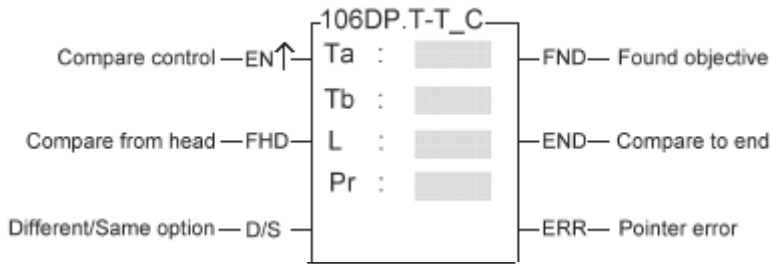 106DP.T-T_C
Compare control EN↑ Ta : FND Found objective
Tb :
Compare from head FHD L : END Compare to end
Pr :
Different/Same option D/S ERR Pointer error